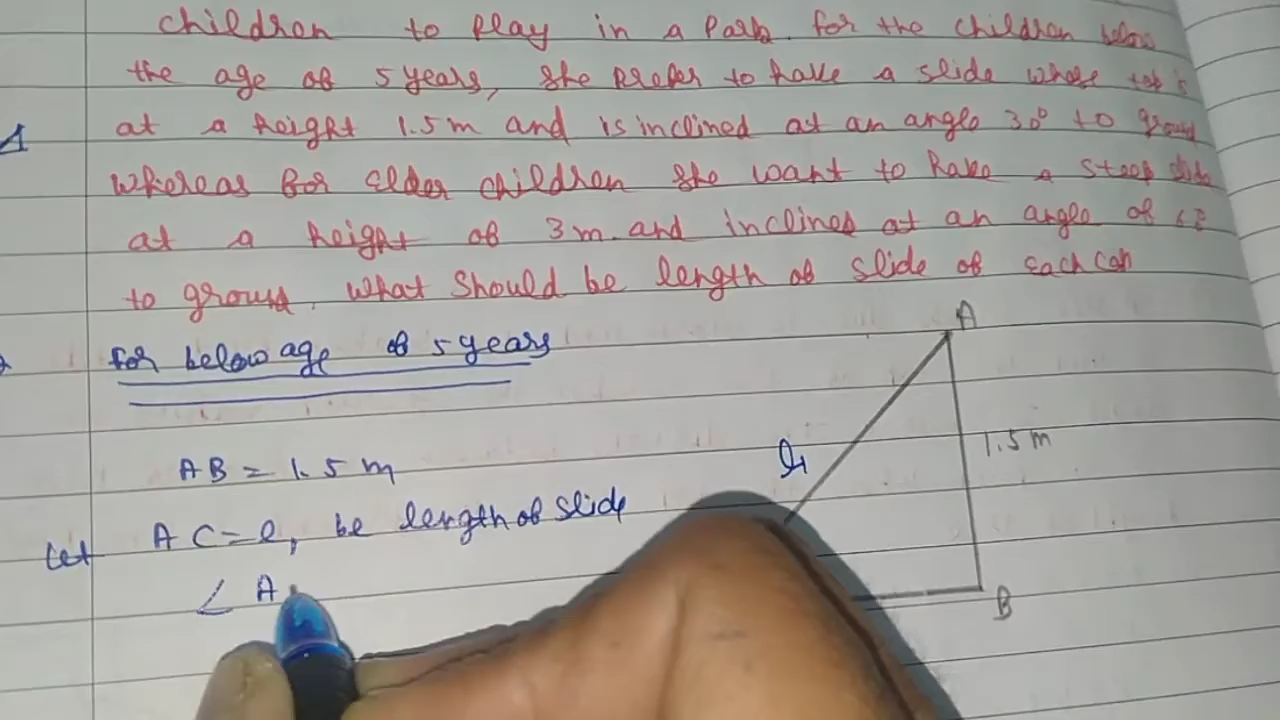 children to play in a Park. for the children below
the age of 5 years, she prefer to have a slide whose top is
at a height 1.5 m and is inclined at an angle 30° to ground
whereas for elder children she want to have a steep slide
at a height of 3 m and inclined at an angle of
to ground. what should be length of slide of each
for below age of 5 years
A
1.5 m
AB = 1.5 m
l₁
Let AC = l₁ be length of slide
∠ A
B